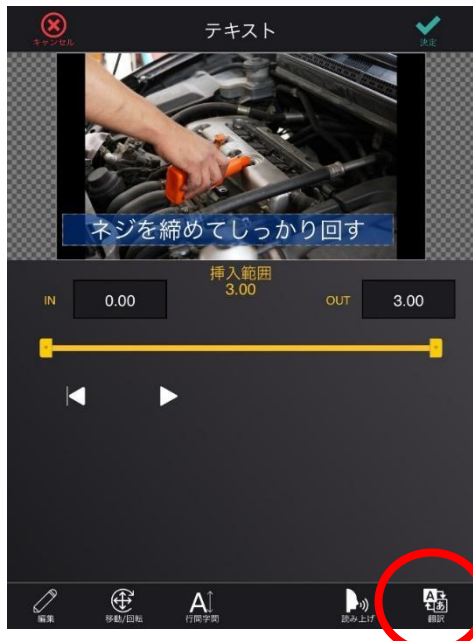 キャンセル
テキスト
決定
ネジを締めてしっかり回す
挿入範囲
3.00
IN
0.00
OUT
3.00
編集
移動/回転
行間字間
読み上げ
翻訳